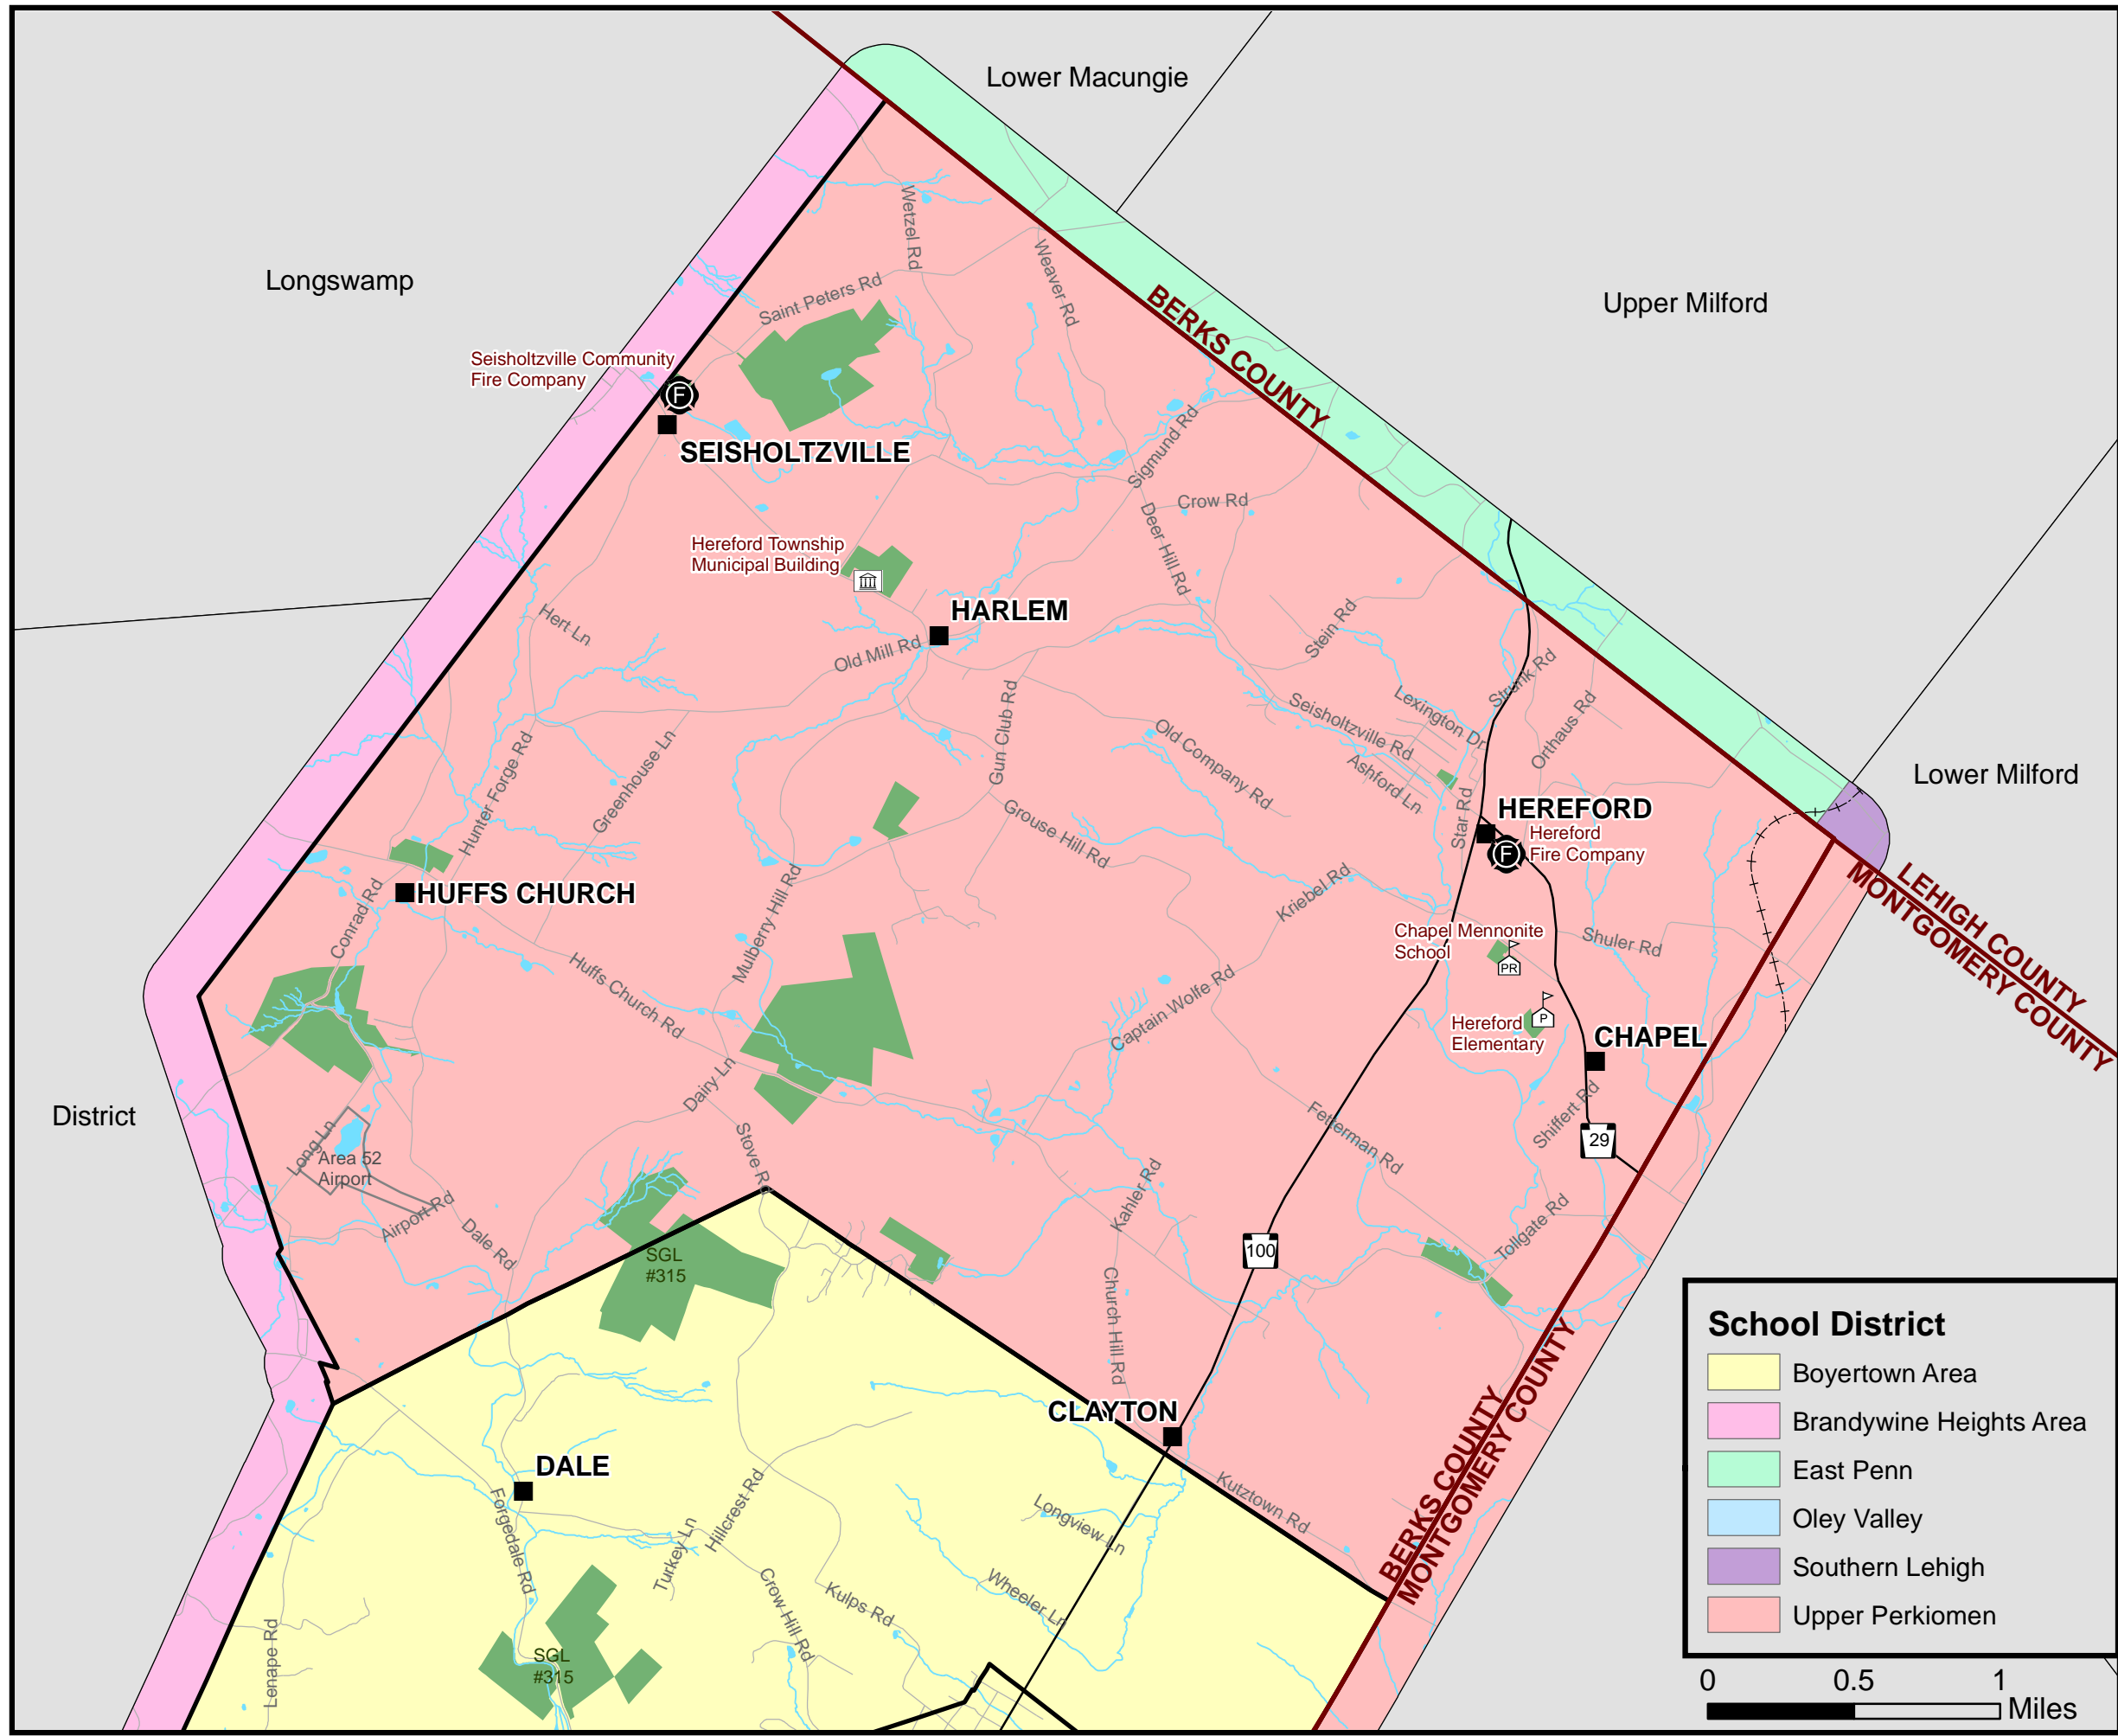 Lower Macungie
Longswamp
Upper Milford
Wetzel Rd
Weaver Rd
Saint Peters Rd
BERKS COUNTY
Seisholtzville Community
Fire Company
F
SEISHOLTZVILLE
Sigmund Rd
Crow Rd
Deer Hill Rd
Hereford Township
Municipal Building
HARLEM
Hert Ln
Old Mill Rd
Stein Rd
Strunk Rd
Lexington Dr
Orthaus Rd
Seisholtzville Rd
Gun Club Rd
Old Company Rd
Ashford Ln
Lower Milford
Hunter Forge Rd
Greenhouse Ln
Star Rd
HEREFORD
Hereford
Fire Company
F
Grouse Hill Rd
HUFFS CHURCH
Kriebel Rd
LEHIGH COUNTY
MONTGOMERY COUNTY
Conrad Rd
Mulberry Hill Rd
Chapel Mennonite
School
PR
Shuler Rd
Huffs Church Rd
Captain Wolfe Rd
Hereford
Elementary
P
CHAPEL
District
Dairy Ln
Long Ln
Area 52
Airport
Stove Rd
Fetterman Rd
Shiffert Rd
29
Airport Rd
Dale Rd
Kahler Rd
Tollgate Rd
SGL
#315
100
Church Hill Rd
School District
Boyertown Area
Brandywine Heights Area
East Penn
Oley Valley
Southern Lehigh
Upper Perkiomen
CLAYTON
BERKS COUNTY
MONTGOMERY COUNTY
DALE
Forgedale Rd
Hillcrest Rd
Turkey Ln
Longview Ln
Kutztown Rd
Crow Hill Rd
Kulps Rd
Wheeler Ln
Lenape Rd
SGL
#315
0 0.5 1
Miles